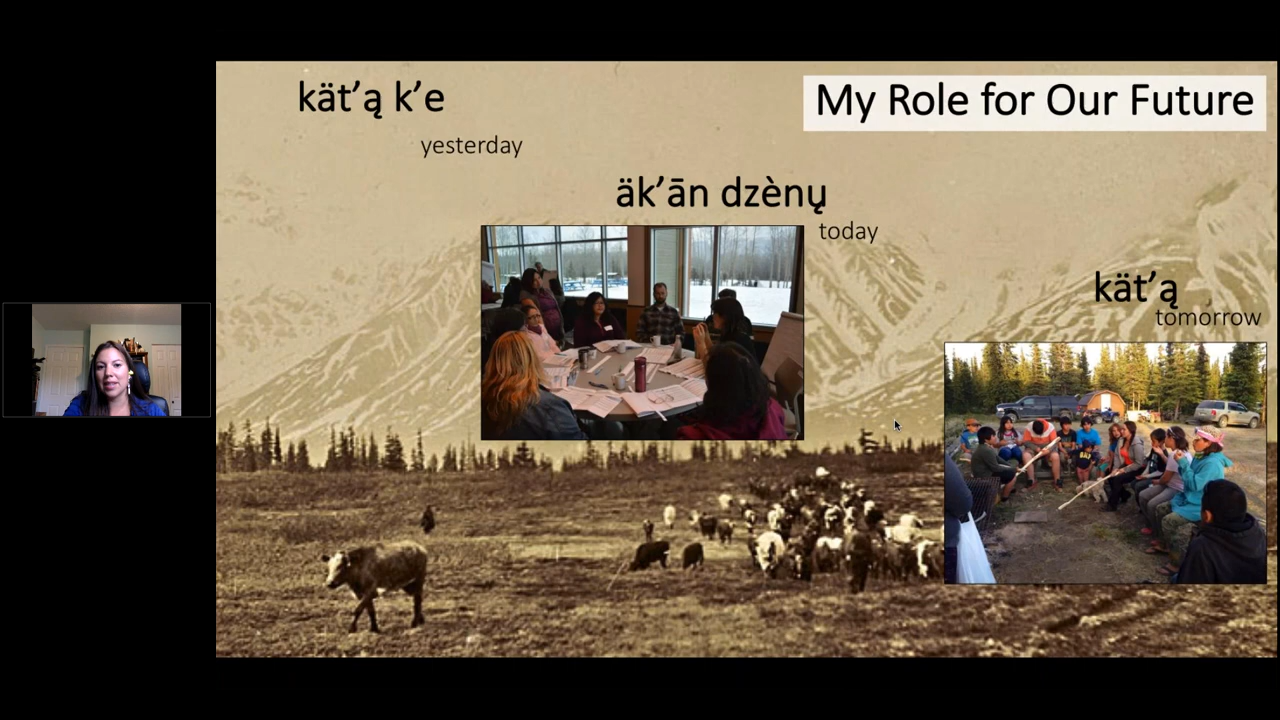 kät’ą k’e
My Role for Our Future
yesterday
äk’ān dzènų
today
kät’ą
tomorrow